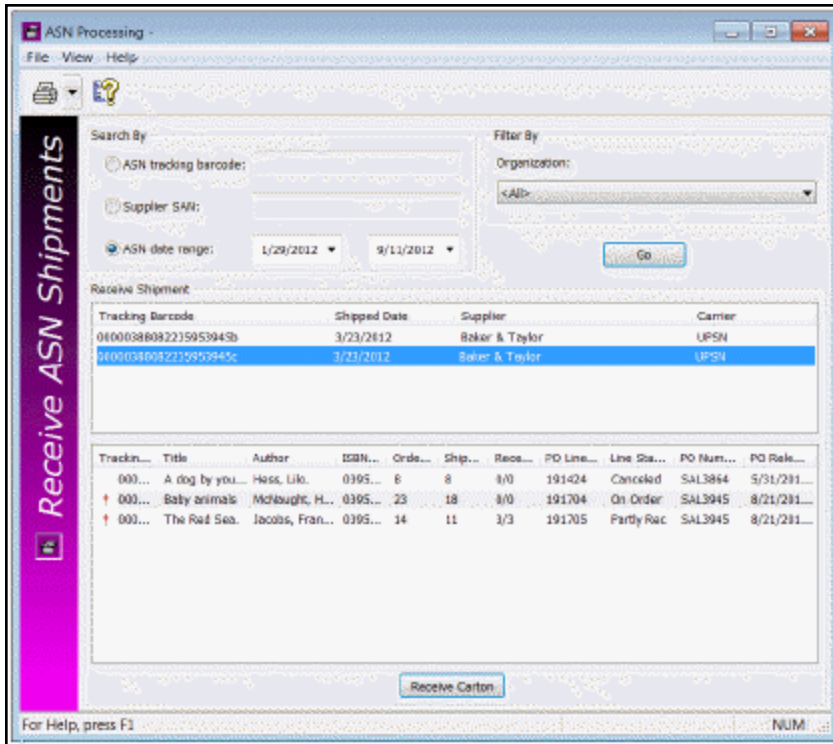 ASN Processing -
File View Help
Receive ASN Shipments
Search By
ASN tracking barcode:
Supplier SAN:
ASN date range: 1/29/2012 9/11/2012
Filter By
Organization:
<All>
Go
Receive Shipment
Tracking Barcode Shipped Date Supplier Carrier
3/23/2012 Baker & Taylor UPSN
3/23/2012 Baker & Taylor UPSN
Trackin... Title Author ISBN... Orde... Ship... Rece... PO Line... Line Sta... PO Num... PO Rele...
000... A dog by you... Hess, Lilo. 0395... 8 8 0/0 191424 Canceled SAL3864 5/31/201...
000... Baby animals McNaught, H... 0395... 23 18 0/0 191704 On Order SAL3945 8/21/201...
000... The Red Sea. Jacobs, Fran... 0395... 14 11 3/3 191705 Partly Rec SAL3945 8/21/201...
Receive Carton
For Help, press F1 NUM